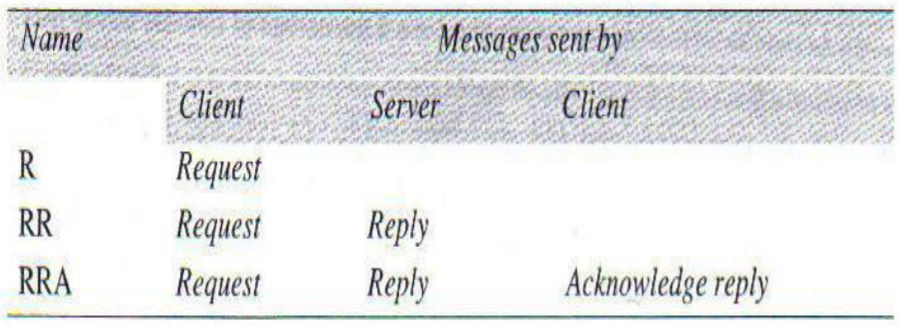 Name Messages sent by
Client Server Client
R Request
RR Request Reply
RRA Request Reply Acknowledge reply